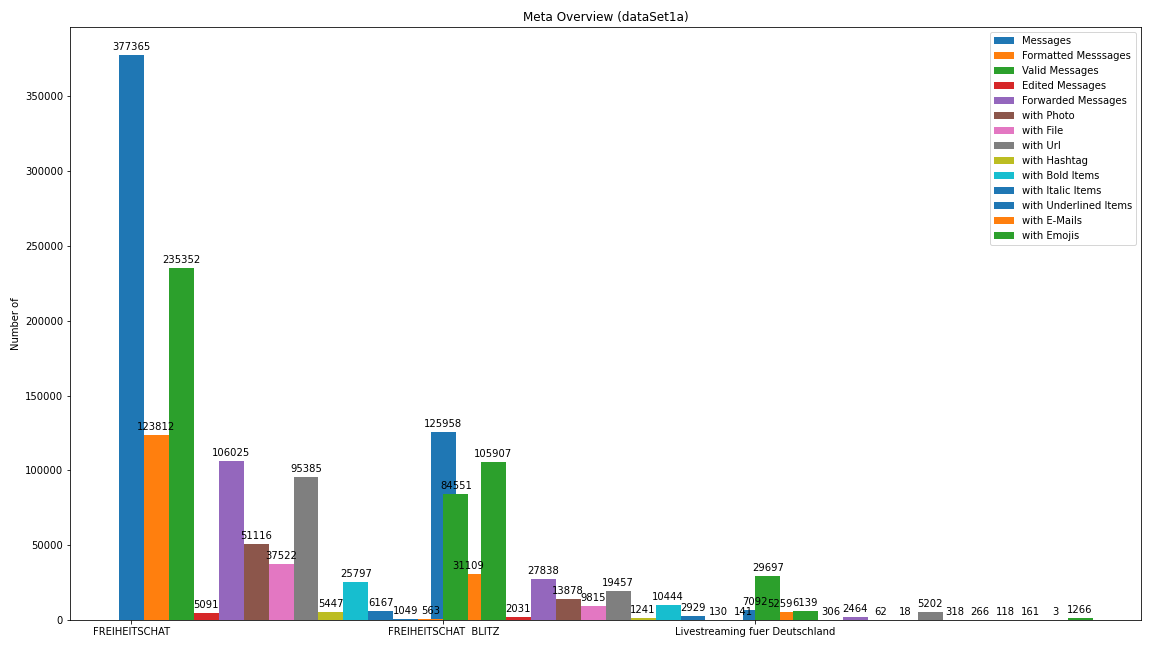 Meta Overview (dataSet1a)
Number of
350000
300000
250000
200000
150000
100000
50000
0
377365
123812
235352
5091
106025
51116
37522
95385
5447
25797
6167
1049
563
84551
125958
31109
105907
2031
27838
13878
9815
19457
1241
10444
2929
130
141
29697
7092
5259
6139
306
2464
62
18
5202
318
266
118
161
3
1266
FREIHEITSCHAT
FREIHEITSCHAT BLITZ
Livestreaming fuer Deutschland
Messages
Formatted Messsages
Valid Messages
Edited Messages
Forwarded Messages
with Photo
with File
with Url
with Hashtag
with Bold Items
with Italic Items
with Underlined Items
with E-Mails
with Emojis